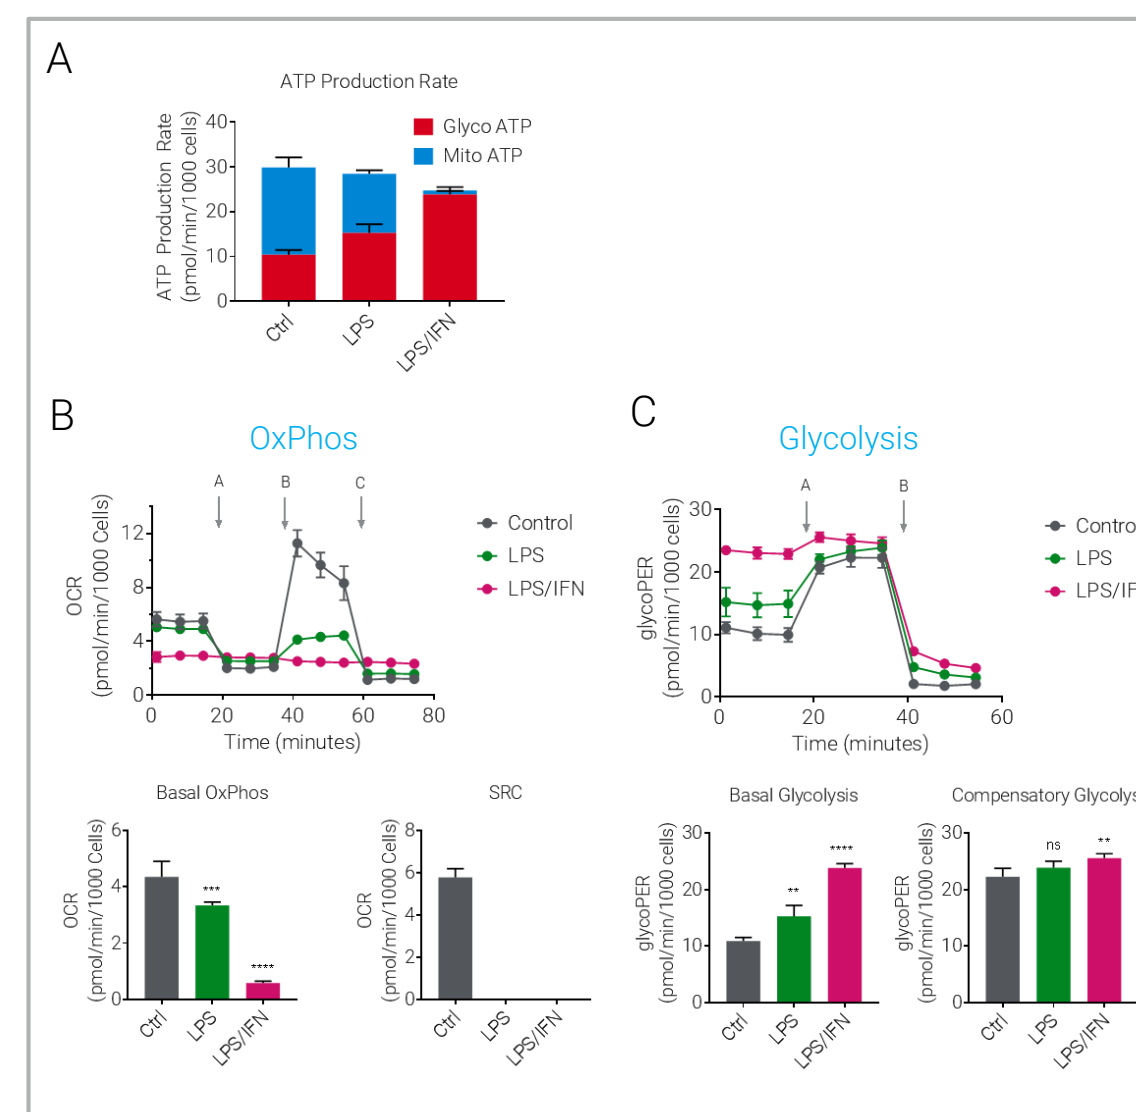 A
ATP Production Rate
ATP Production Rate
(pmol/min/1000 cells)
40
30
20
10
0
Glyco ATP
Mito ATP
Ctrl
LPS
LPS/IFN
B
OxPhos
A
B
C
OCR
(pmol/min/1000 Cells)
12
8
4
0
0
20
40
60
80
Time (minutes)
Control
LPS
LPS/IFN
C
Glycolysis
A
B
glycoPER
(pmol/min/1000 cells)
30
20
10
0
0
20
40
60
Time (minutes)
Contro
LPS
LPS/IF
Basal OxPhos
OCR
(pmol/min/1000 Cells)
6
4
2
0
***
****
Ctrl
LPS
LPS/IFN
SRC
OCR
(pmol/min/1000 Cells)
8
6
4
2
0
Ctrl
LPS
LPS/IFN
Basal Glycolysis
glycoPER
(pmol/min/1000 cells)
30
20
10
0
**
****
Ctrl
LPS
LPS/IFN
Compensatory Glycolys
glycoPER
(pmol/min/1000 cells)
30
20
10
0
ns
**
Ctrl
LPS
LPS/IFN